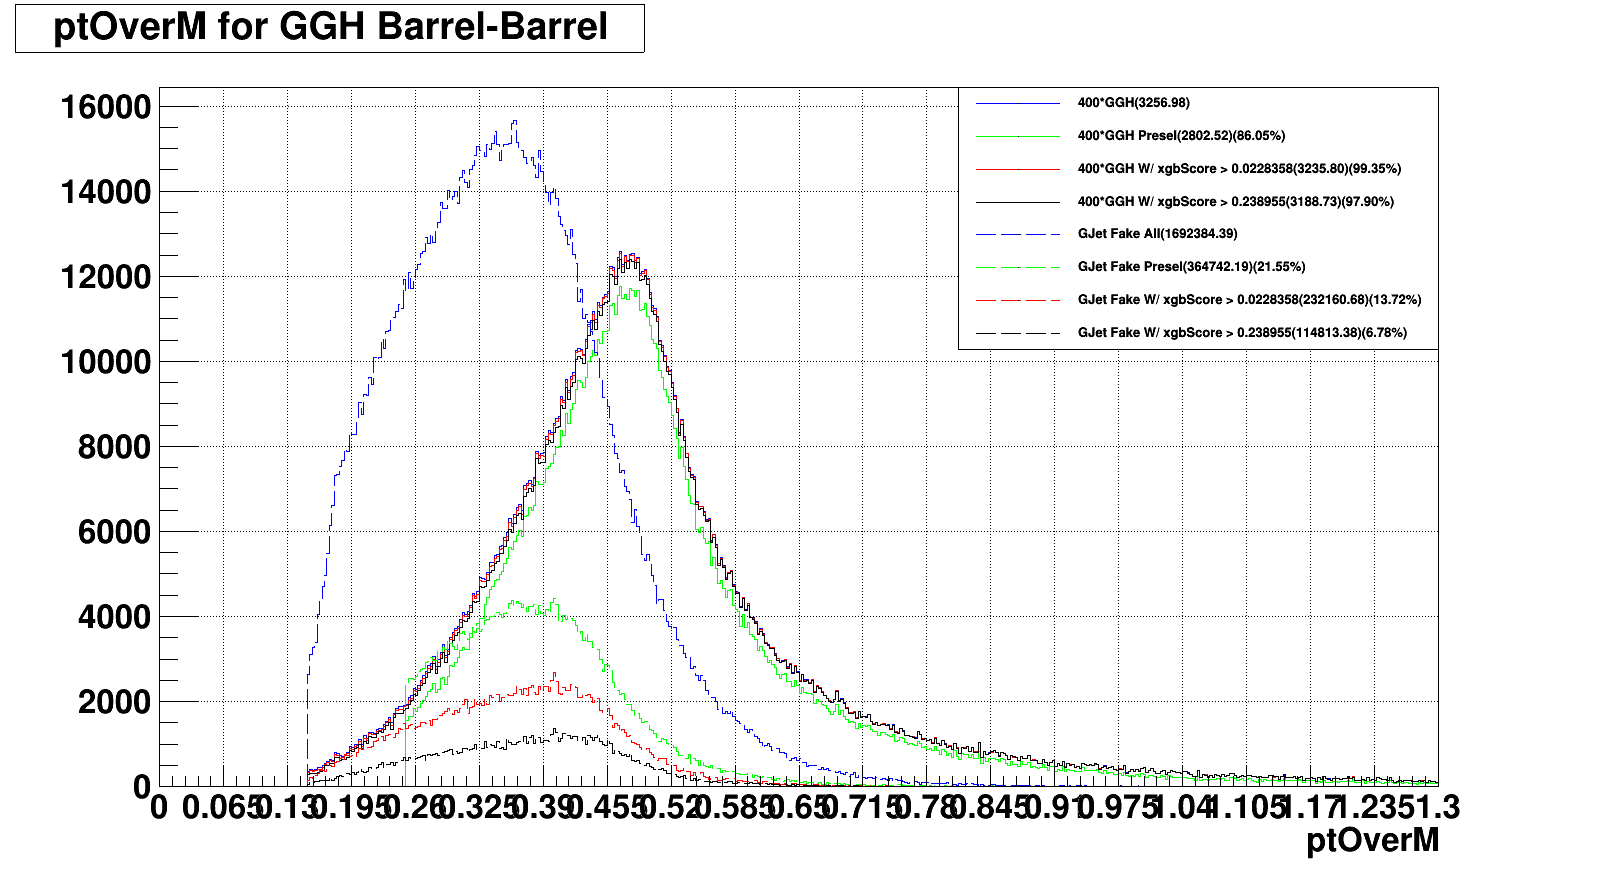 ptOverM for GGH Barrel-Barrel
400*GGH(3256.98)
400*GGH Presel(2802.52)(86.05%)
400*GGH W/ xgbScore > 0.0228358(3235.80)(99.35%)
400*GGH W/ xgbScore > 0.238955(3188.73)(97.90%)
GJet Fake All(1692384.39)
GJet Fake Presel(364742.19)(21.55%)
GJet Fake W/ xgbScore > 0.0228358(232160.68)(13.72%)
GJet Fake W/ xgbScore > 0.238955(114813.38)(6.78%)
16000
14000
12000
10000
8000
6000
4000
2000
0
0 0.065 0.13 0.195 0.26 0.325 0.39 0.455 0.52 0.585 0.65 0.715 0.78 0.845 0.91 0.975 1.04 1.105 1.17 1.235 1.3
ptOverM